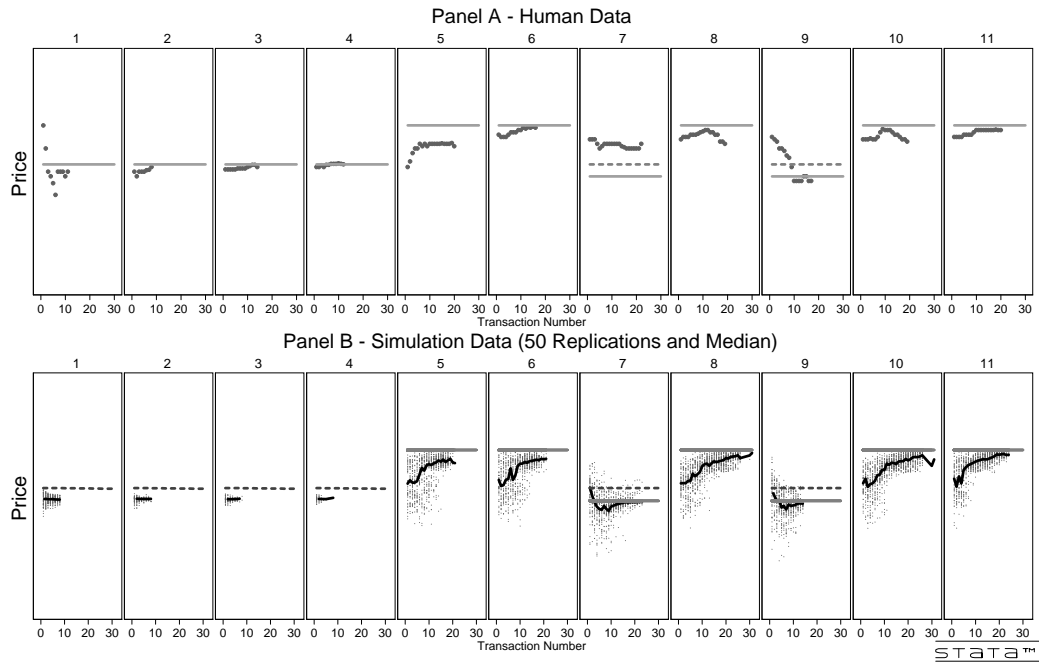 Panel A - Human Data
1 2 3 4 5 6 7 8 9 10 11
Price
0 10 20 30 0 10 20 30 0 10 20 30 0 10 20 30 0 10 20 30 0 10 20 30 0 10 20 30 0 10 20 30 0 10 20 30 0 10 20 30 0 10 20 30
Transaction Number
Panel B - Simulation Data (50 Replications and Median)
1 2 3 4 5 6 7 8 9 10 11
Price
0 10 20 30 0 10 20 30 0 10 20 30 0 10 20 30 0 10 20 30 0 10 20 30 0 10 20 30 0 10 20 30 0 10 20 30 0 10 20 30 0 10 20 30
Transaction Number
STaTa™